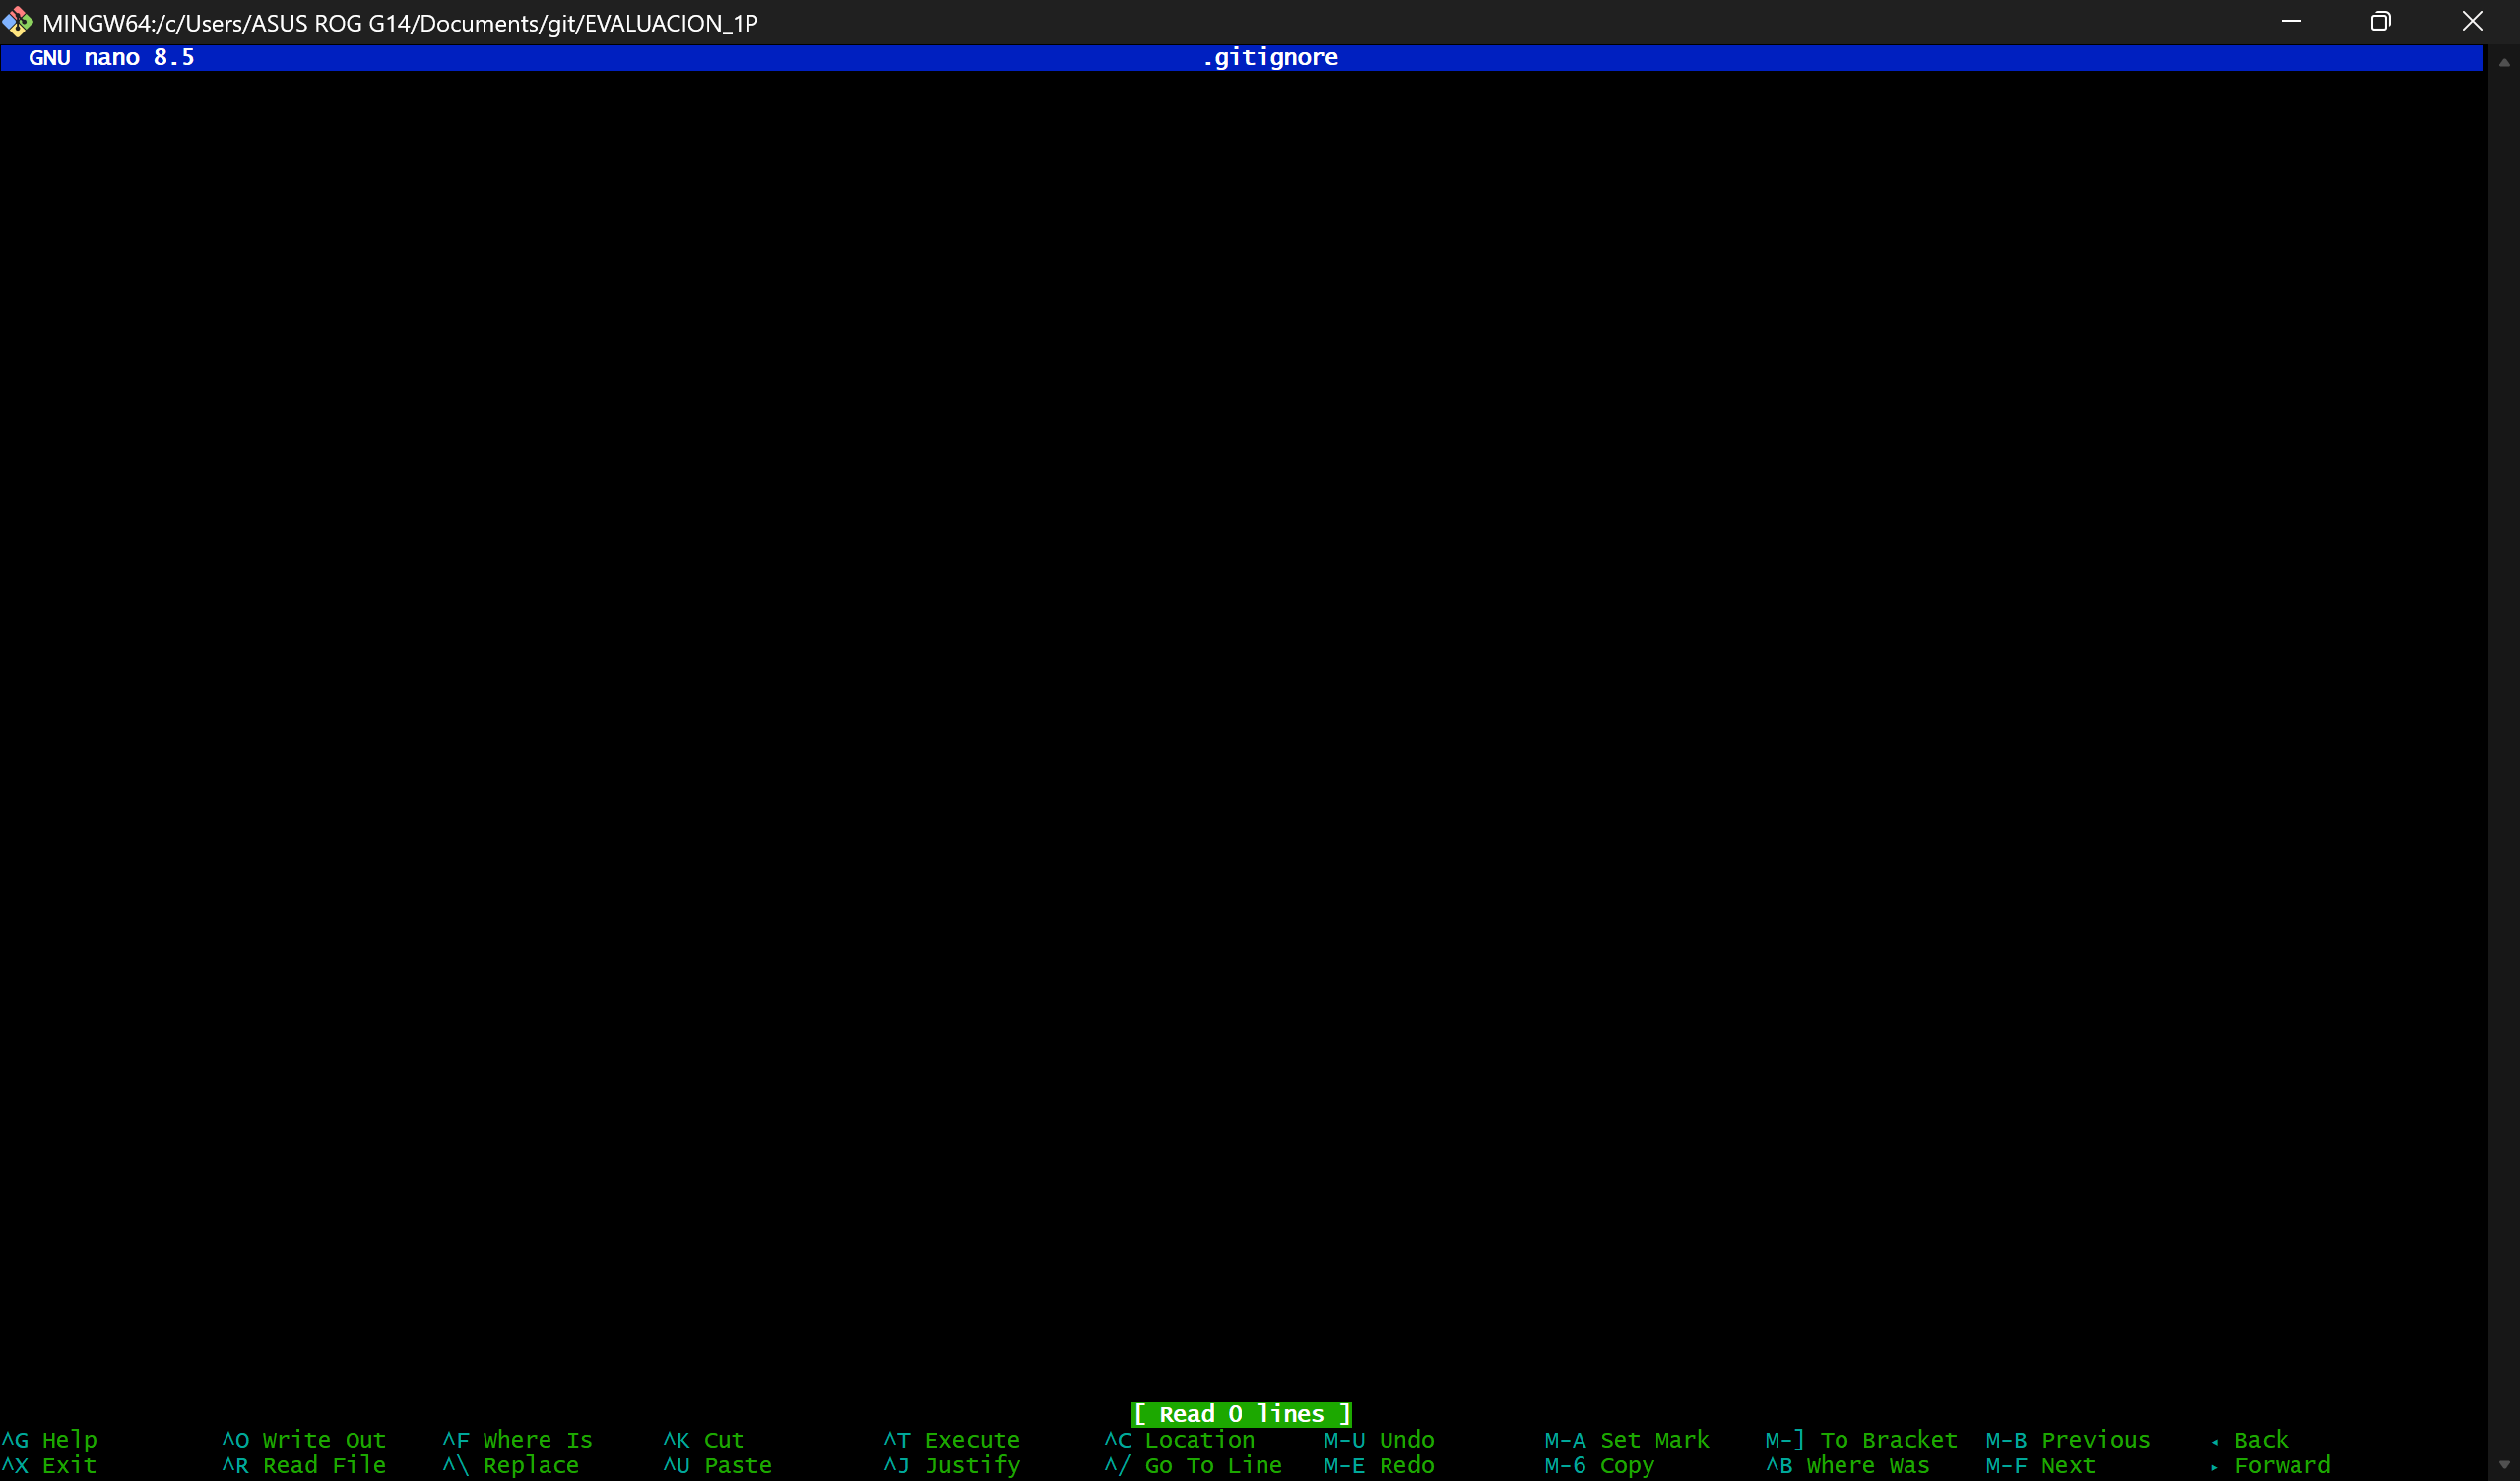 MINGW64:/c/Users/ASUS ROG G14/Documents/git/EVALUACION_1P
GNU nano 8.5 .gitignore
[ Read 0 lines ]
^G Help ^O Write Out ^F Where Is ^K Cut ^T Execute ^C Location M-U Undo M-A Set Mark M-] To Bracket M-B Previous ◂ Back
^X Exit ^R Read File ^\ Replace ^U Paste ^J Justify ^/ Go To Line M-E Redo M-6 Copy ^B Where Was M-F Next ▸ Forward